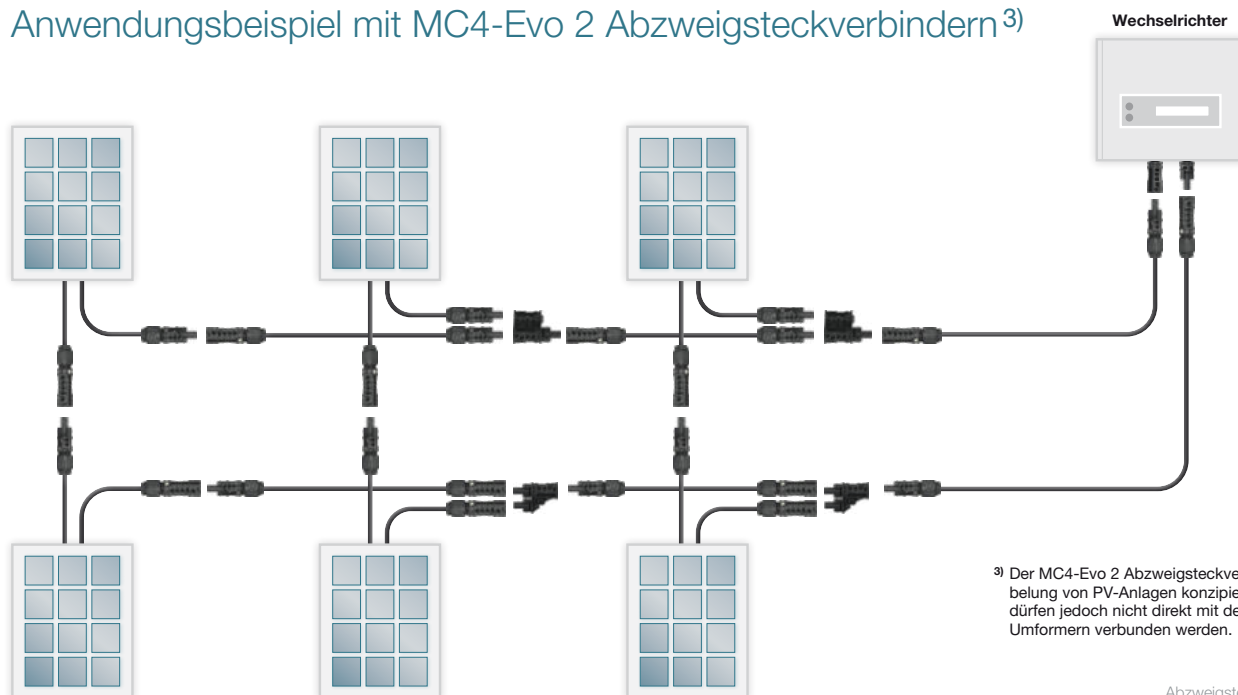 Anwendungsbeispiel mit MC4-Evo 2 Abzweigsteckverbindern 3)
Wechselrichter
3) Der MC4-Evo 2 Abzweigsteckve
belung von PV-Anlagen konzipie
dürfen jedoch nicht direkt mit de
Umformern verbunden werden.
Abzweigste